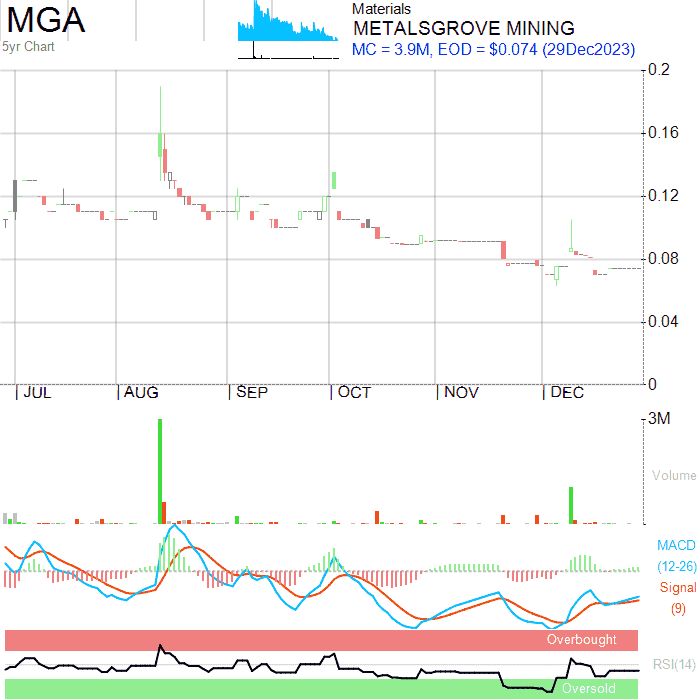 MGA
5yr Chart
Materials
METALSGROVE MINING
MC = 3.9M, EOD = $0.074 (29Dec2023)
0.2
0.16
0.12
0.08
0.04
0
JUL AUG SEP OCT NOV DEC
3M
Volume
MACD
(12-26)
Signal
(9)
Overbought
RSI(14)
Oversold